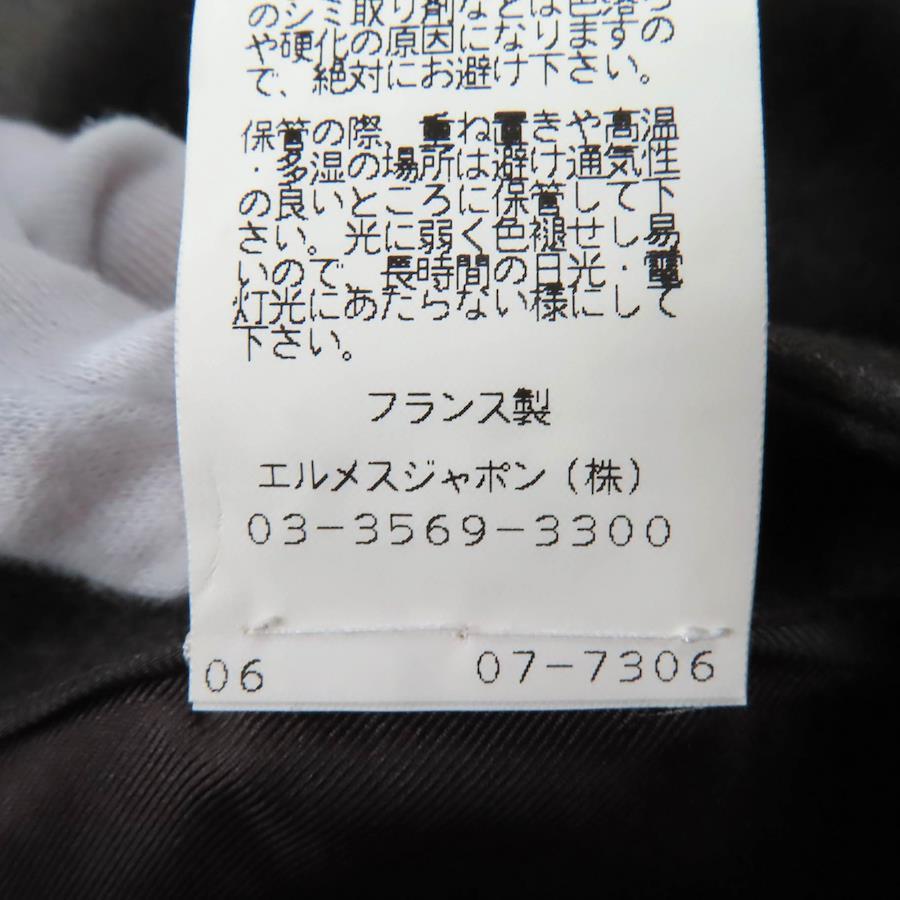 のシミ取り剤などは色落ち
や硬化の原因になりますの
で、絶対にお避け下さい。
保管の際、重ね置きや高温
・多湿の場所は避け通気性
の良いところに保管して下
さい。光に弱く色褪せし易
いので、長時間の日光・電
灯光にあたらない様にして
下さい。
フランス製
エルメスジャポン(株)
03-3569-3300
06 07-7306